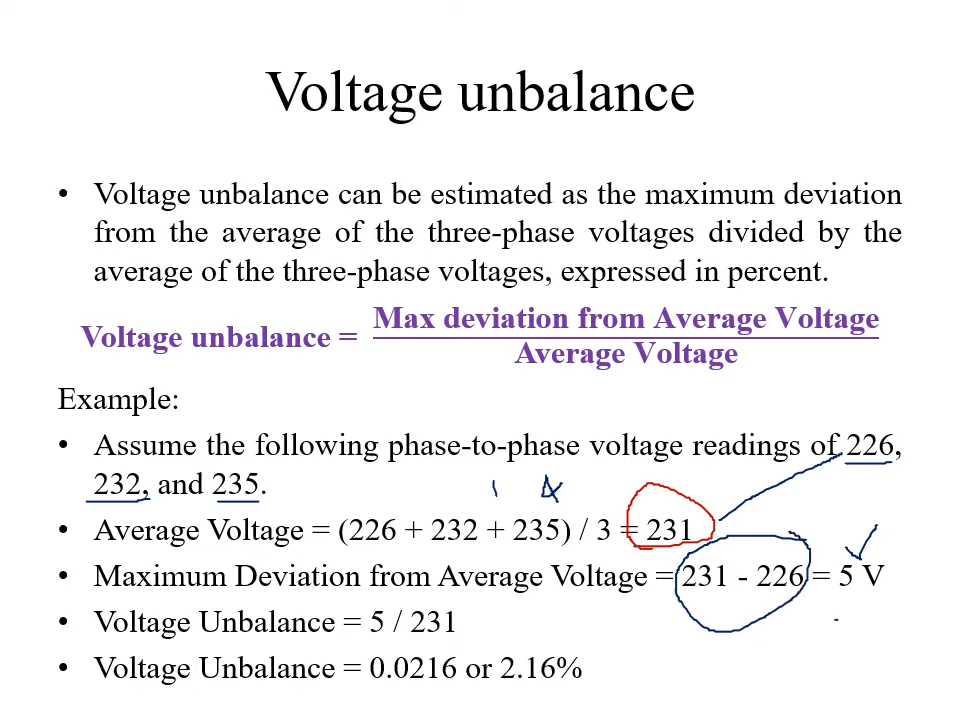 Voltage unbalance
• Voltage unbalance can be estimated as the maximum deviation
from the average of the three-phase voltages divided by the
average of the three-phase voltages, expressed in percent.
Max deviation from Average Voltage
Voltage unbalance =
Average Voltage
Example:
• Assume the following phase-to-phase voltage readings of 226,
232, and 235.
1 4
• Average Voltage = (226 + 232 + 235) / 3 = 231
• Maximum Deviation from Average Voltage = 231 - 226 = 5 V
• Voltage Unbalance = 5 / 231
• Voltage Unbalance = 0.0216 or 2.16%